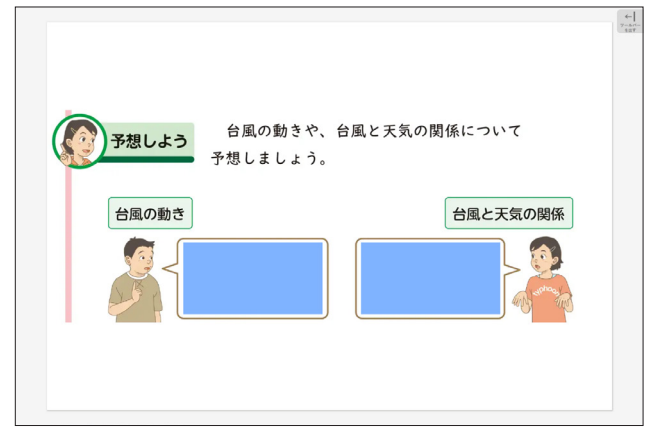 予想しよう
台風の動きや、台風と天気の関係について
予想しましょう。
台風の動き
台風と天気の関係
typhoon